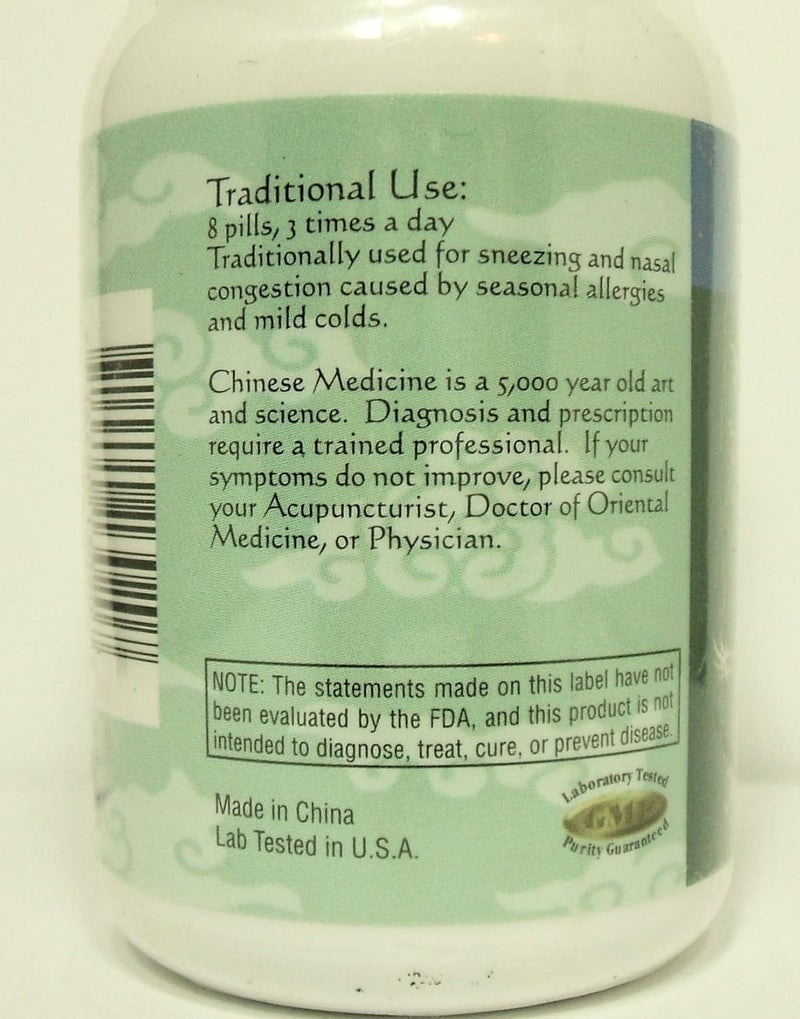 Traditional Use:
8 pills, 3 times a day
Traditionally used for sneezing and nasal
congestion caused by seasonal allergies
and mild colds.
Chinese Medicine is a 5,000 year old art
and science. Diagnosis and prescription
require a trained professional. If your
symptoms do not improve, please consult
your Acupuncturist, Doctor of Oriental
Medicine, or Physician.
NOTE: The statements made on this label have not
been evaluated by the FDA, and this product is not
intended to diagnose, treat, cure, or prevent disease.
Made in China
Lab Tested in U.S.A.
Laboratory Tested
GMP
Purity Guaranteed